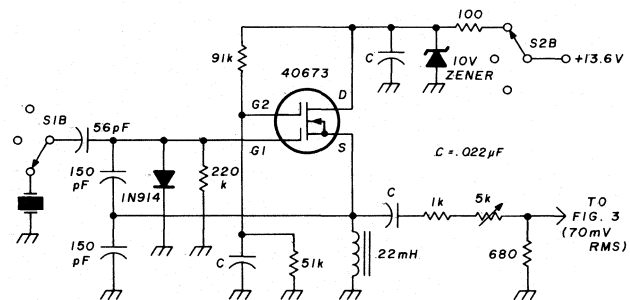 100
S2B
91k
C
10V
ZENER
+13.6V
40673
D
G2
S1B
56pF
G1
S
C = .022µF
150
pF
1N914
220
k
C
1k
5k
TO
FIG. 3
(70mV
RMS)
150
pF
C
51k
.22mH
680